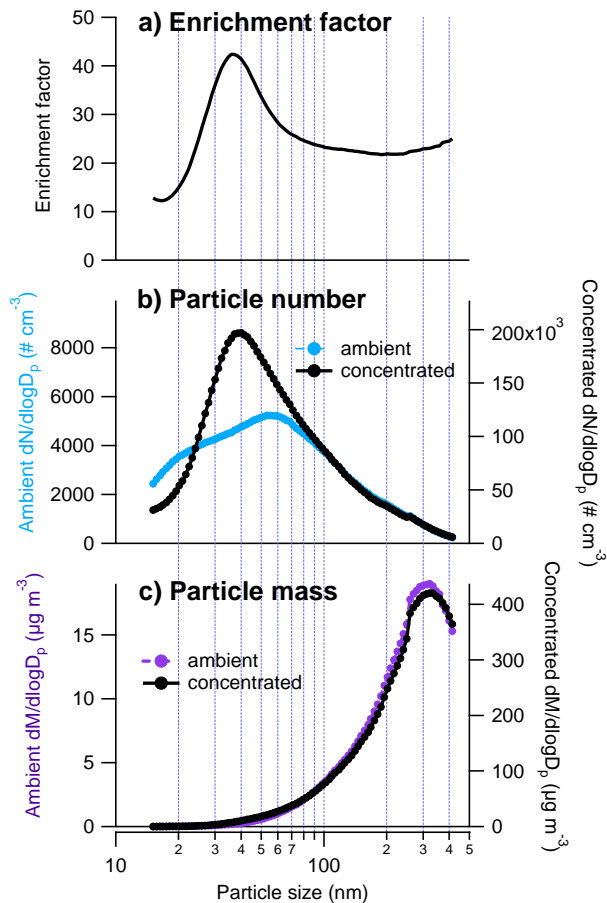 a) Enrichment factor
Enrichment factor
50
40
30
20
10
0
b) Particle number
Ambient dN/dlogDp (# cm-3)
8000
6000
4000
2000
0
ambient
concentrated
200x10^3
150
100
50
0
Concentrated dN/dlogDp (# cm-3)
c) Particle mass
Ambient dM/dlogDp (µg m-3)
15
10
5
0
ambient
concentrated
400
300
200
100
0
Concentrated dM/dlogDp (µg m-3)
10 2 3 4 5 6 7 100 2 3 4 5
Particle size (nm)